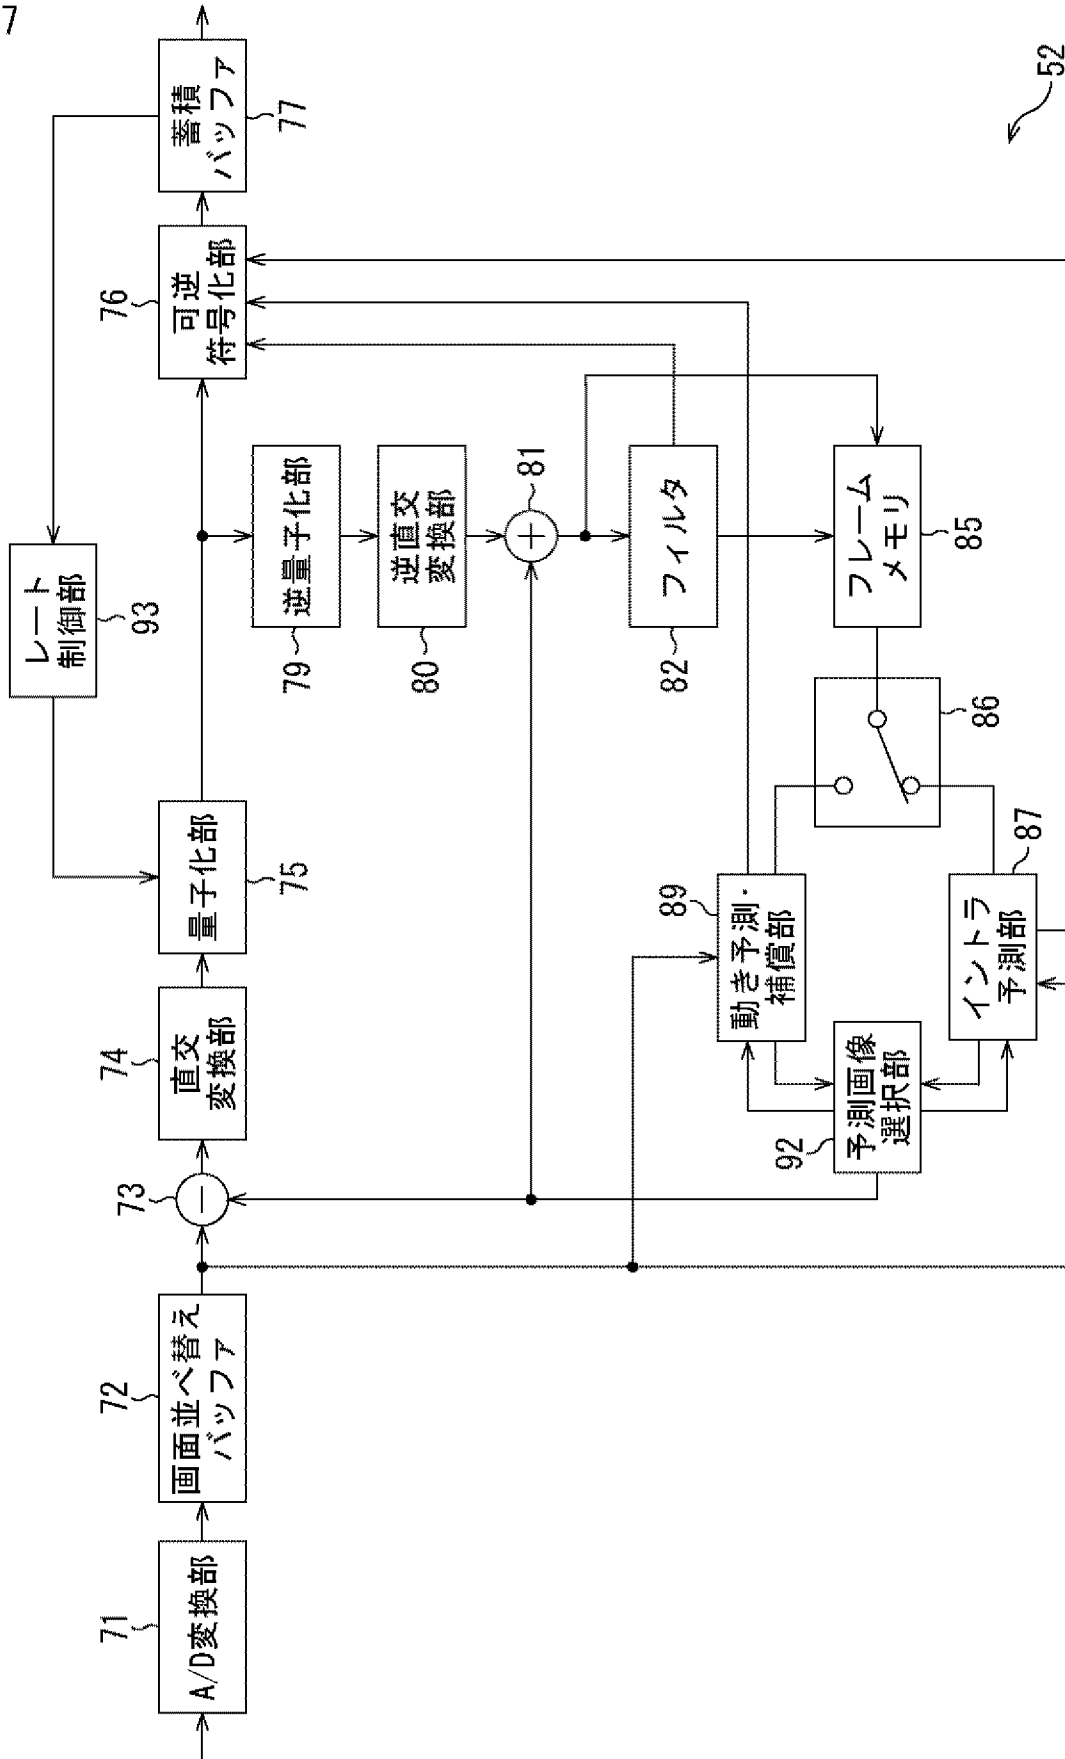 7
52
71
A/D変換部
72
画面並べ替え
バッファ
73
−
74
直交
変換部
75
量子化部
76
可逆
符号化部
77
蓄積
バッファ
レート
制御部
93
79
逆量子化部
80
逆直交
変換部
81
+
82
フィルタ
85
フレーム
メモリ
86
87
イントラ
予測部
89
動き予測・
補償部
92
予測画像
選択部